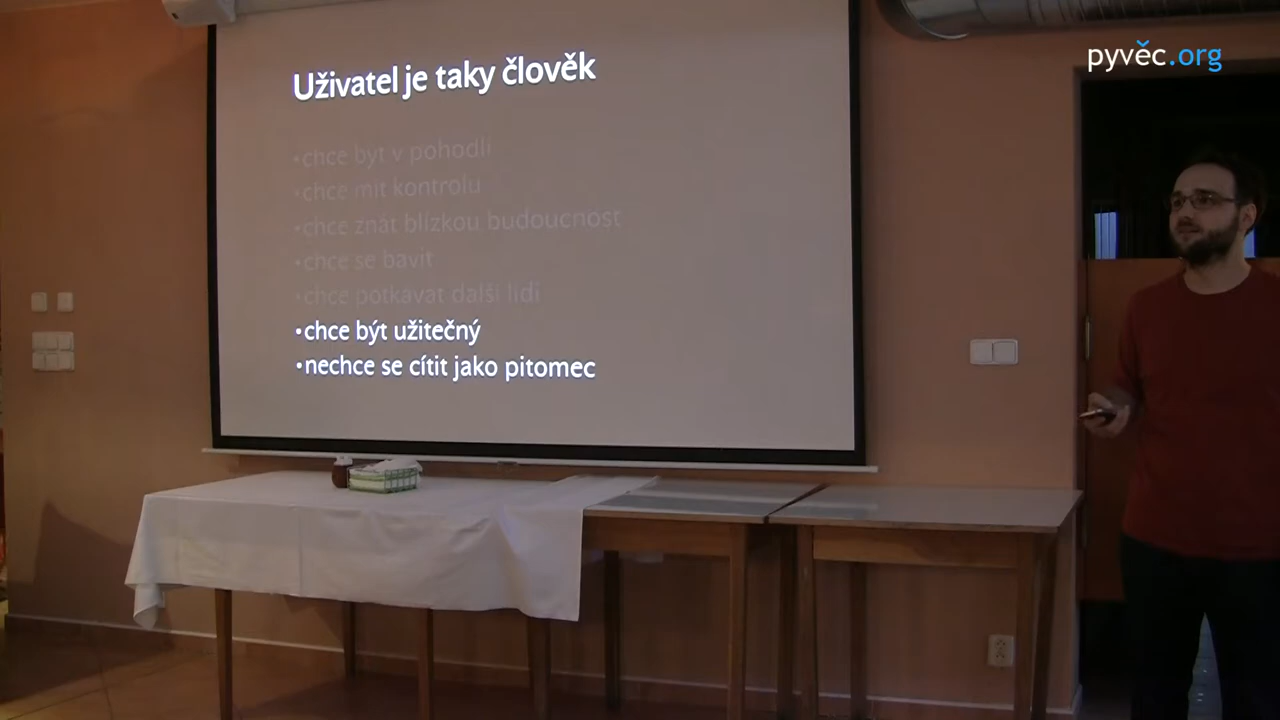 pyvěc.org
Uživatel je taky člověk
•chce být v pohodlí
•chce mít kontrolu
•chce znát blízkou budoucnost
•chce se bavit
•chce potkávat další lidi
•chce být užitečný
•nechce se cítit jako pitomec